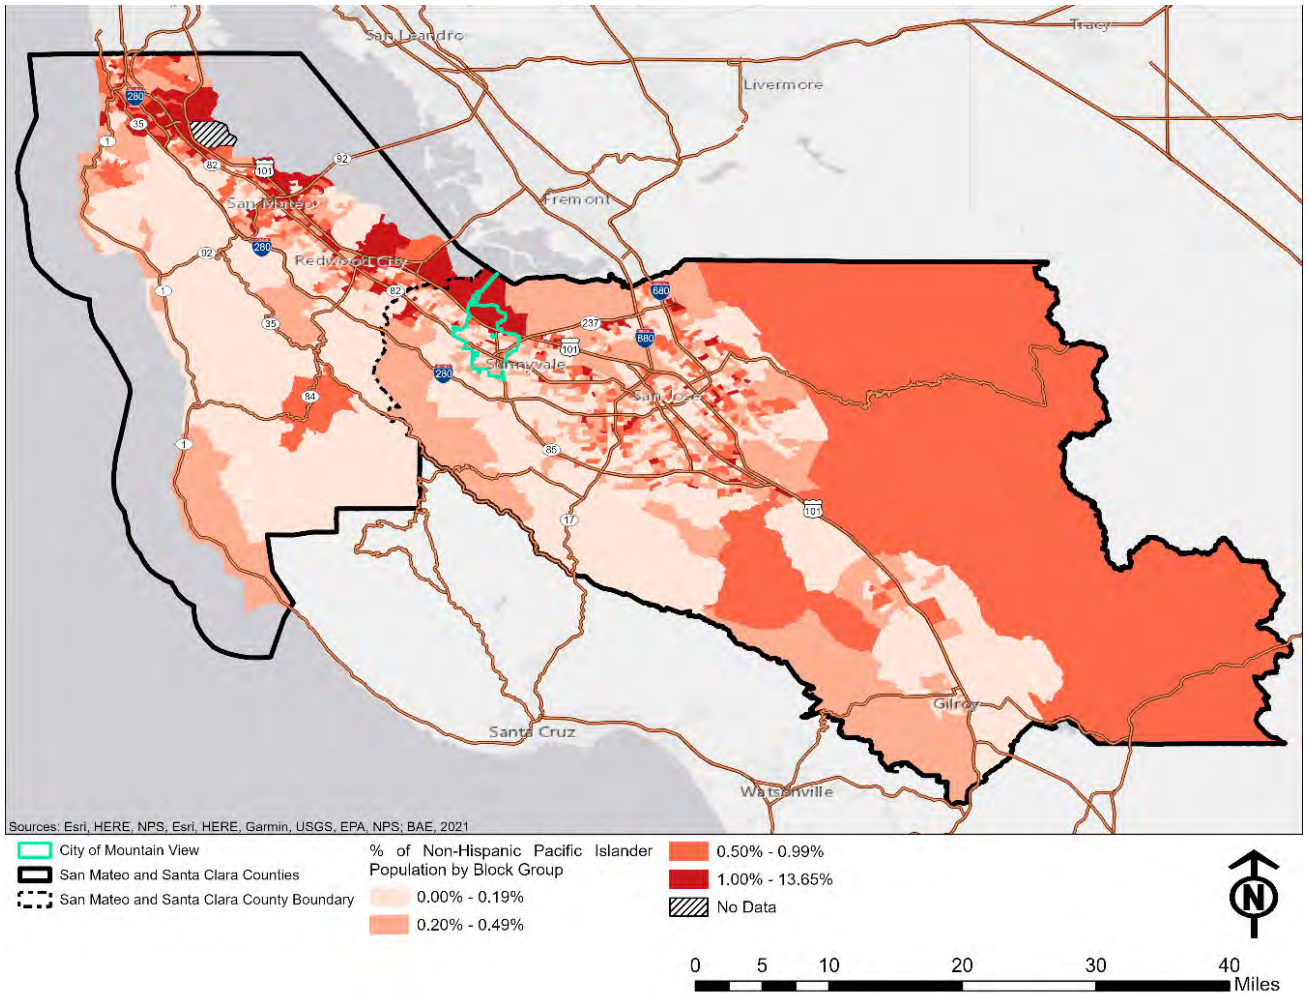 San Leandro
Tracy
Livermore
280
35
1
82
101
92
San Mateo
Fremont
280
92
Redwood City
82
1
35
680
237
880
101
Sunnyvale
280
San Jose
84
1
85
101
17
Gilroy
Santa Cruz
Watsonville
Sources: Esri, HERE, NPS, Esri, HERE, Garmin, USGS, EPA, NPS; BAE, 2021
City of Mountain View
San Mateo and Santa Clara Counties
San Mateo and Santa Clara County Boundary
% of Non-Hispanic Pacific Islander
Population by Block Group
0.00% - 0.19%
0.20% - 0.49%
0.50% - 0.99%
1.00% - 13.65%
No Data
N
0 5 10 20 30 40
Miles